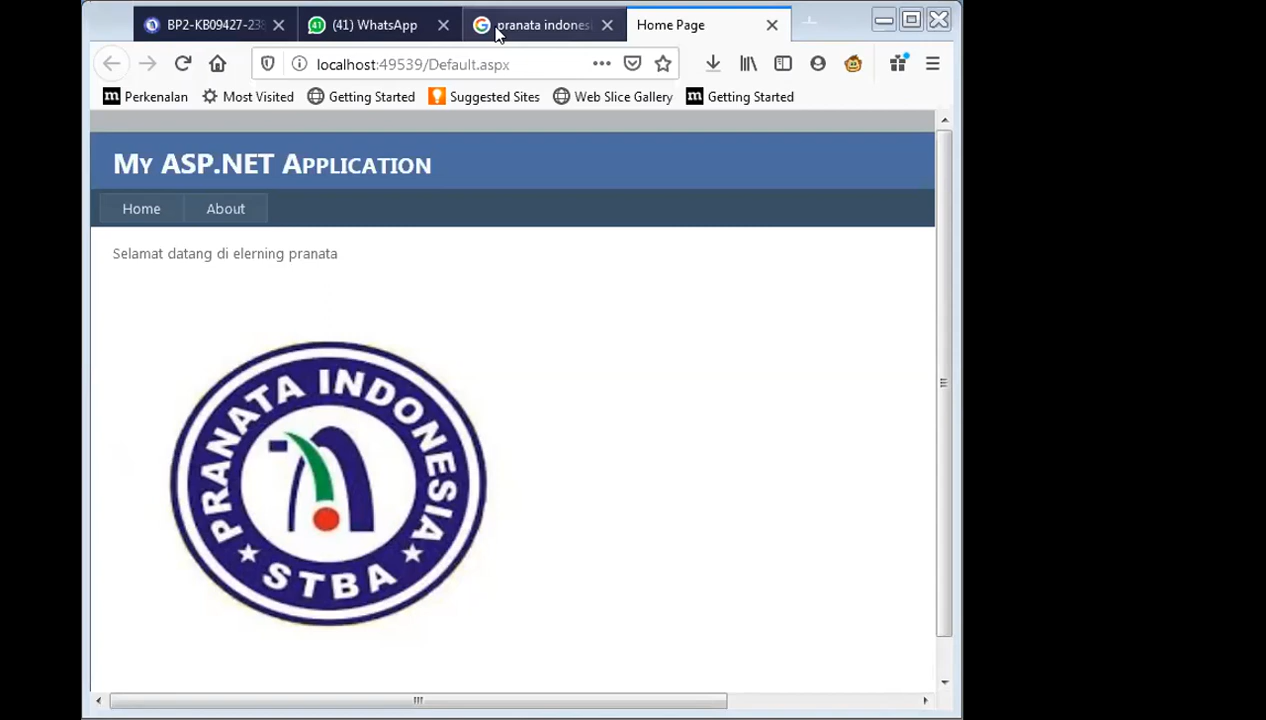 BP2-KB09427-23
(41) WhatsApp
pranata indones
Home Page
localhost:49539/Default.aspx
Perkenalan
Most Visited
Getting Started
Suggested Sites
Web Slice Gallery
Getting Started
My ASP.NET Application
Home
About
Selamat datang di elerning pranata
PRANATA INDONESIA
STBA